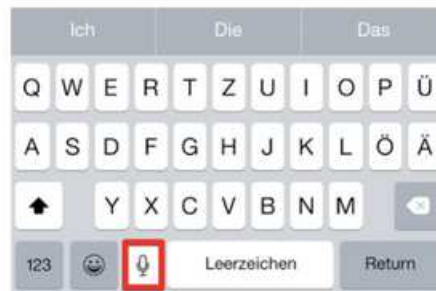 Ich Die Das
Q W E R T Z U I O P Ü
A S D F G H J K L Ö Ä
Y X C V B N M
123 Leerzeichen Return